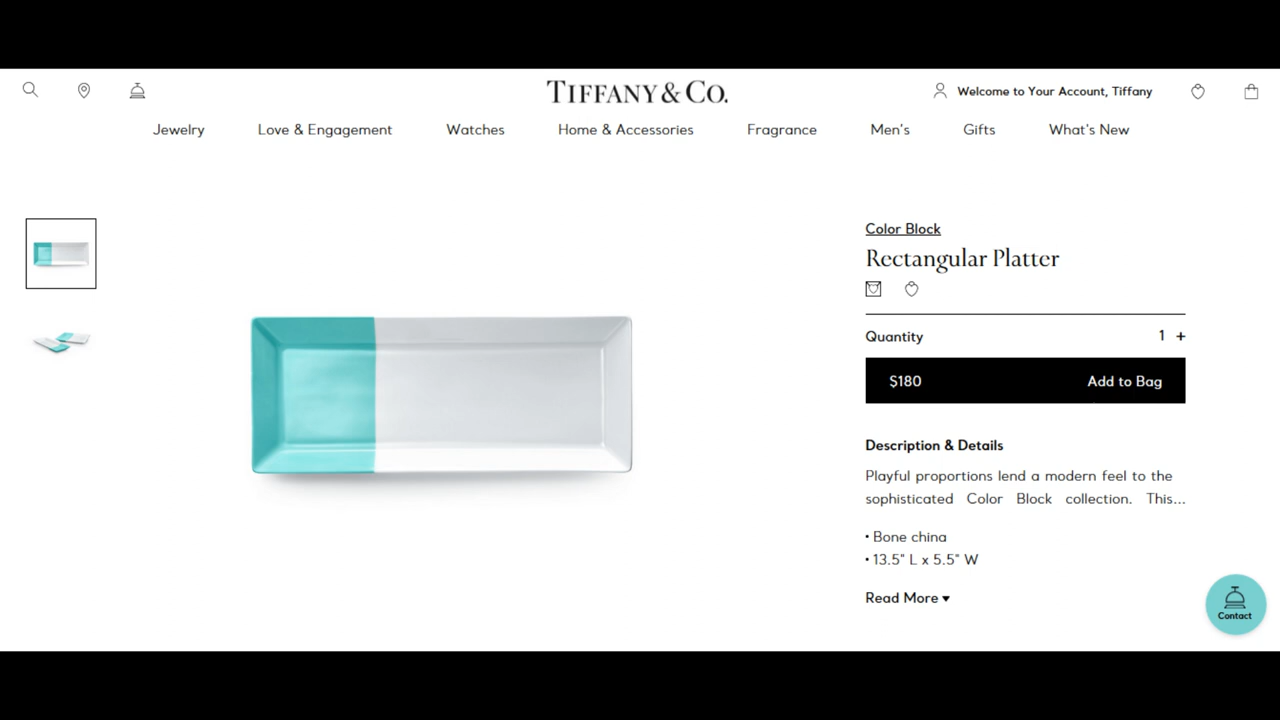 TIFFANY & CO.
Welcome to Your Account, Tiffany
Jewelry Love & Engagement Watches Home & Accessories Fragrance Men's Gifts What's New
Color Block
Rectangular Platter
Quantity 1 +
$180 Add to Bag
Description & Details
Playful proportions lend a modern feel to the
sophisticated Color Block collection. This...
• Bone china
• 13.5" L x 5.5" W
Read More ▾
Contact